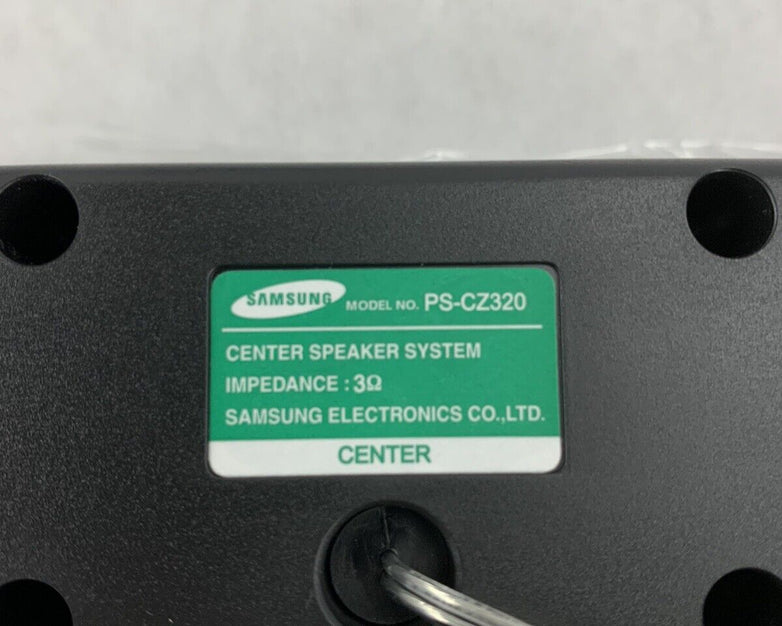 SAMSUNG MODEL NO. PS-CZ320
CENTER SPEAKER SYSTEM
IMPEDANCE : 3Ω
SAMSUNG ELECTRONICS CO.,LTD.
CENTER